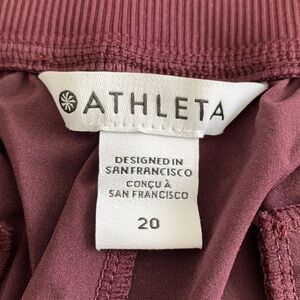 ATHLETA
DESIGNED IN
SAN FRANCISCO
CONÇU À
SAN FRANCISCO
20